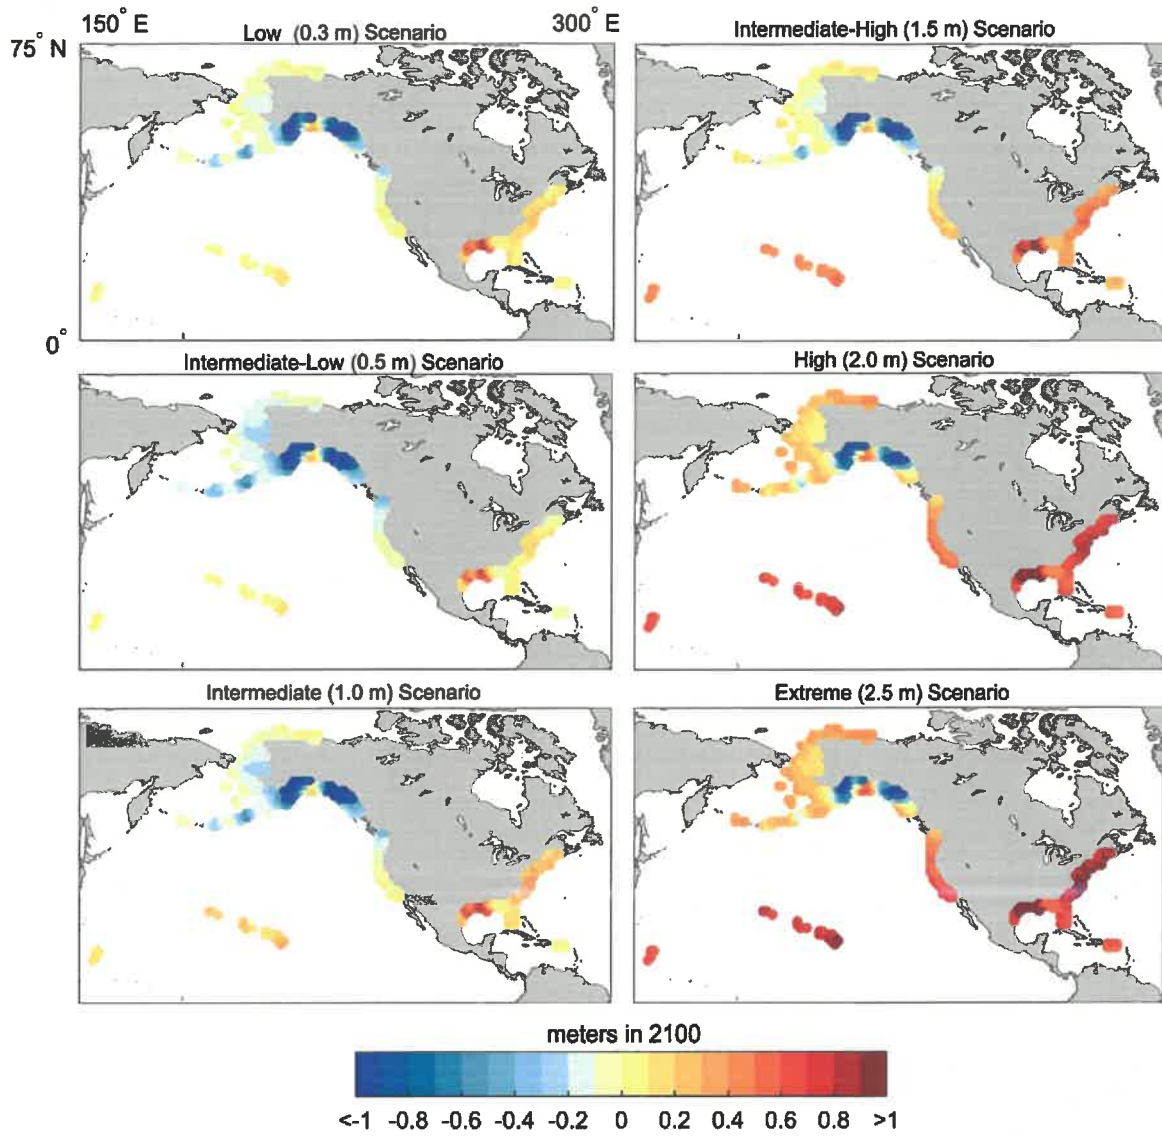 150° E
300° E
Low (0.3 m) Scenario
Intermediate-High (1.5 m) Scenario
75° N
0°
Intermediate-Low (0.5 m) Scenario
High (2.0 m) Scenario
Intermediate (1.0 m) Scenario
Extreme (2.5 m) Scenario
meters in 2100
<-1 -0.8 -0.6 -0.4 -0.2 0 0.2 0.4 0.6 0.8 >1